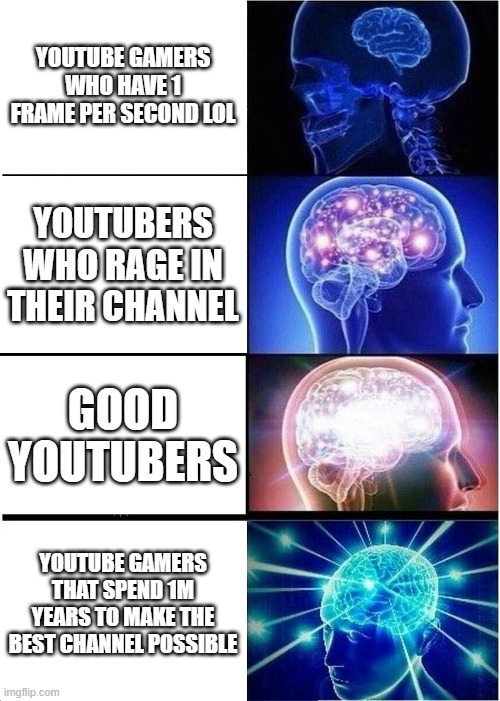 YOUTUBE GAMERS
WHO HAVE 1
FRAME PER SECOND LOL
YOUTUBERS
WHO RAGE IN
THEIR CHANNEL
GOOD
YOUTUBERS
YOUTUBE GAMERS
THAT SPEND 1M
YEARS TO MAKE THE
BEST CHANNEL POSSIBLE
imgflip.com